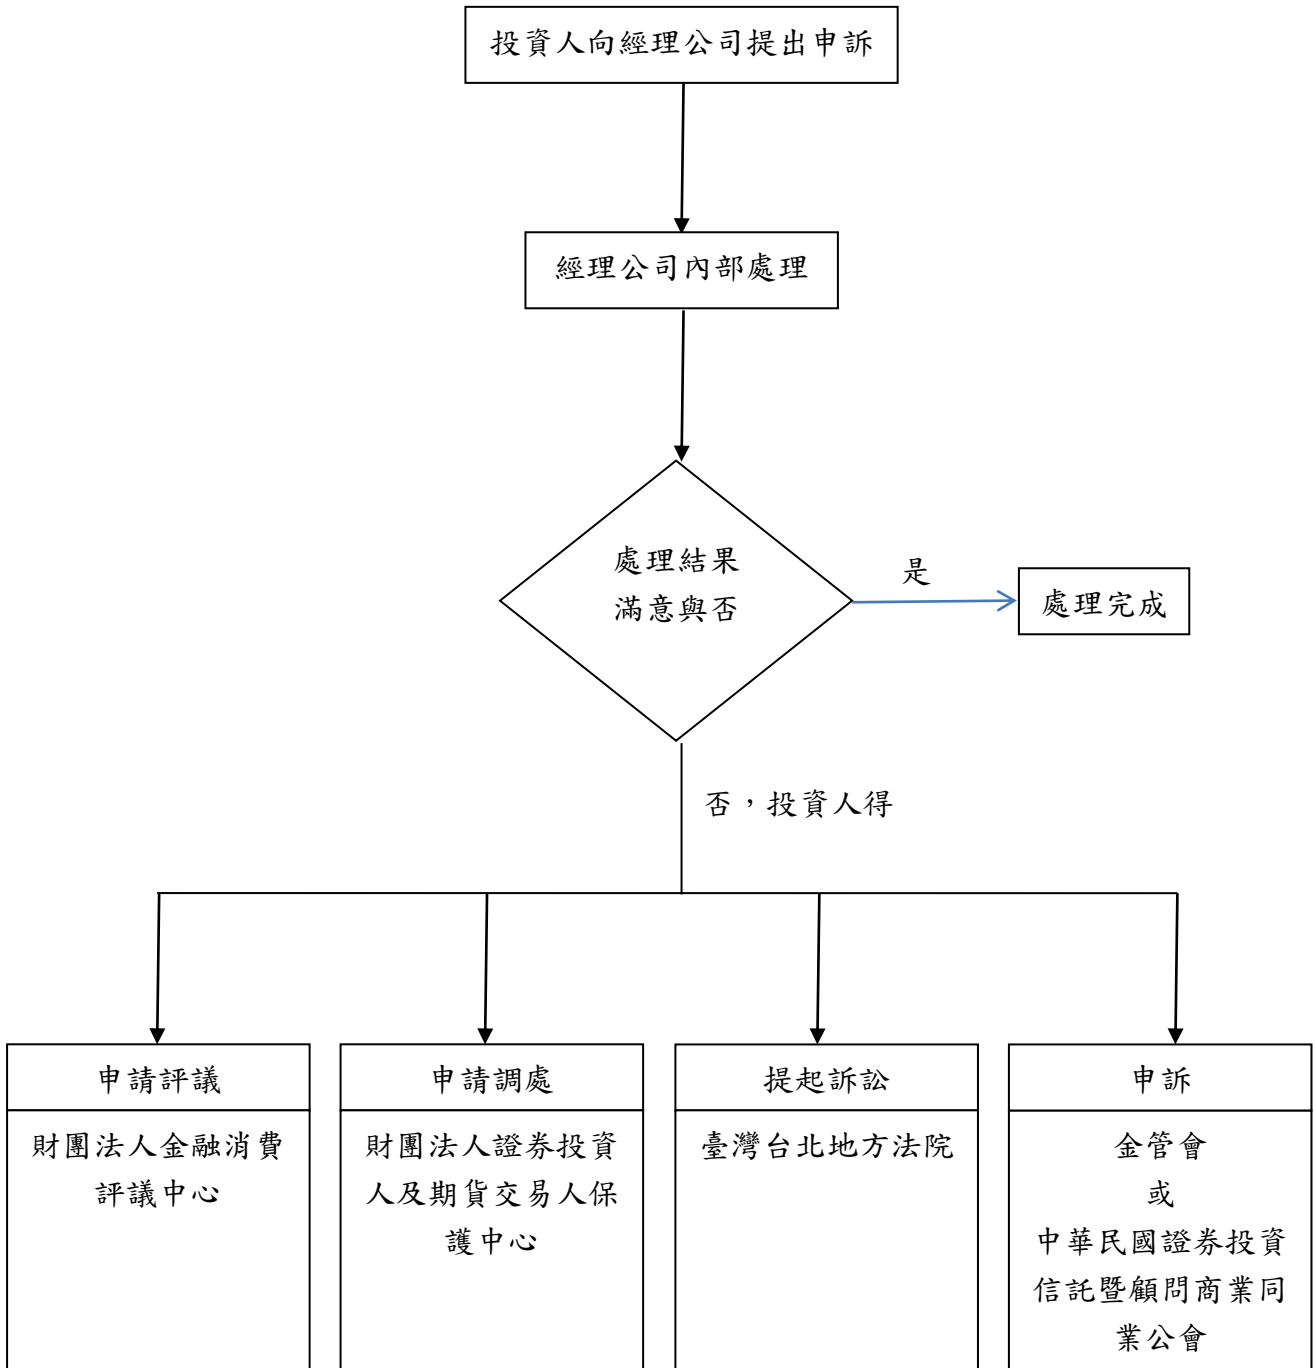 投資人向經理公司提出申訴
經理公司內部處理
處理結果
滿意與否
是
處理完成
否，投資人得
申請評議
財團法人金融消費
評議中心
申請調處
財團法人證券投資
人及期貨交易人保
護中心
提起訴訟
臺灣台北地方法院
申訴
金管會
或
中華民國證券投資
信託暨顧問商業同
業公會